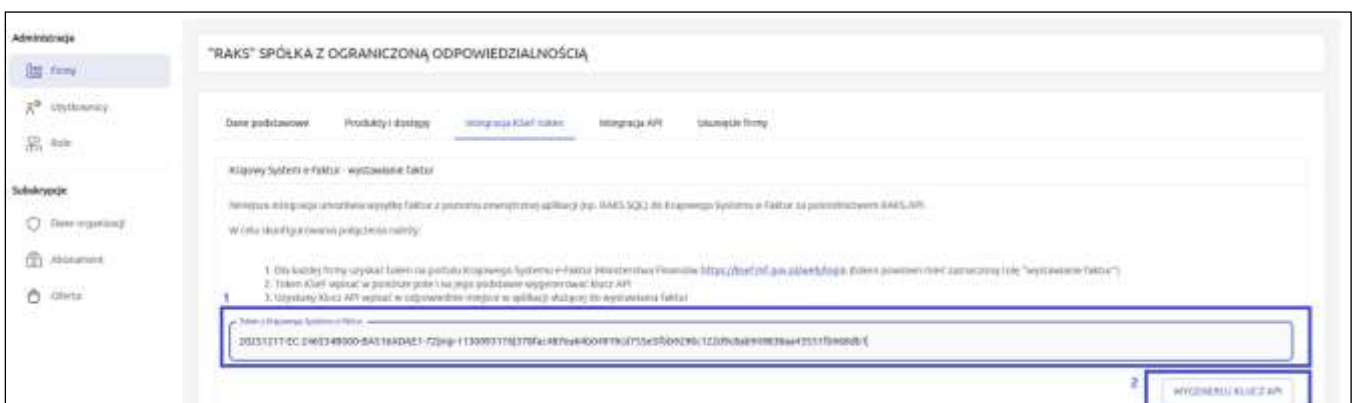 Administracja
Firmy
Użytkownicy
Role
Subskrypcje
Dane organizacji
Abonament
Oferta
"RAKS" SPÓŁKA Z OGRANICZONĄ ODPOWIEDZIALNOŚCIĄ
Dane podstawowe Produkty i dostępy Integracja KSeF token Integracja API Usunięcie firmy
Krajowy System e-Faktur - wystawianie faktur
Niniejsza integracja umożliwia wysyłkę faktur z poziomu zewnętrznej aplikacji (np. RAKS SQL) do Krajowego Systemu e-Faktur za pośrednictwem RAKS API.
W celu skonfigurowania połączenia należy:
1. Dla każdej firmy uzyskać token na portalu Krajowego Systemu e-Faktur Ministerstwa Finansów https://ksef.mf.gov.pl/web/login (token powinien mieć zaznaczoną rolę "wystawianie faktur")
2. Token KSeF wpisać w poniższe pole i na jego podstawie wygenerować klucz API
3. Uzyskany klucz API wpisać w odpowiednie miejsce w aplikacji służącej do wystawiania faktur
1
Token z Krajowego Systemu e-Faktur
2
WYGENERUJ KLUCZ API